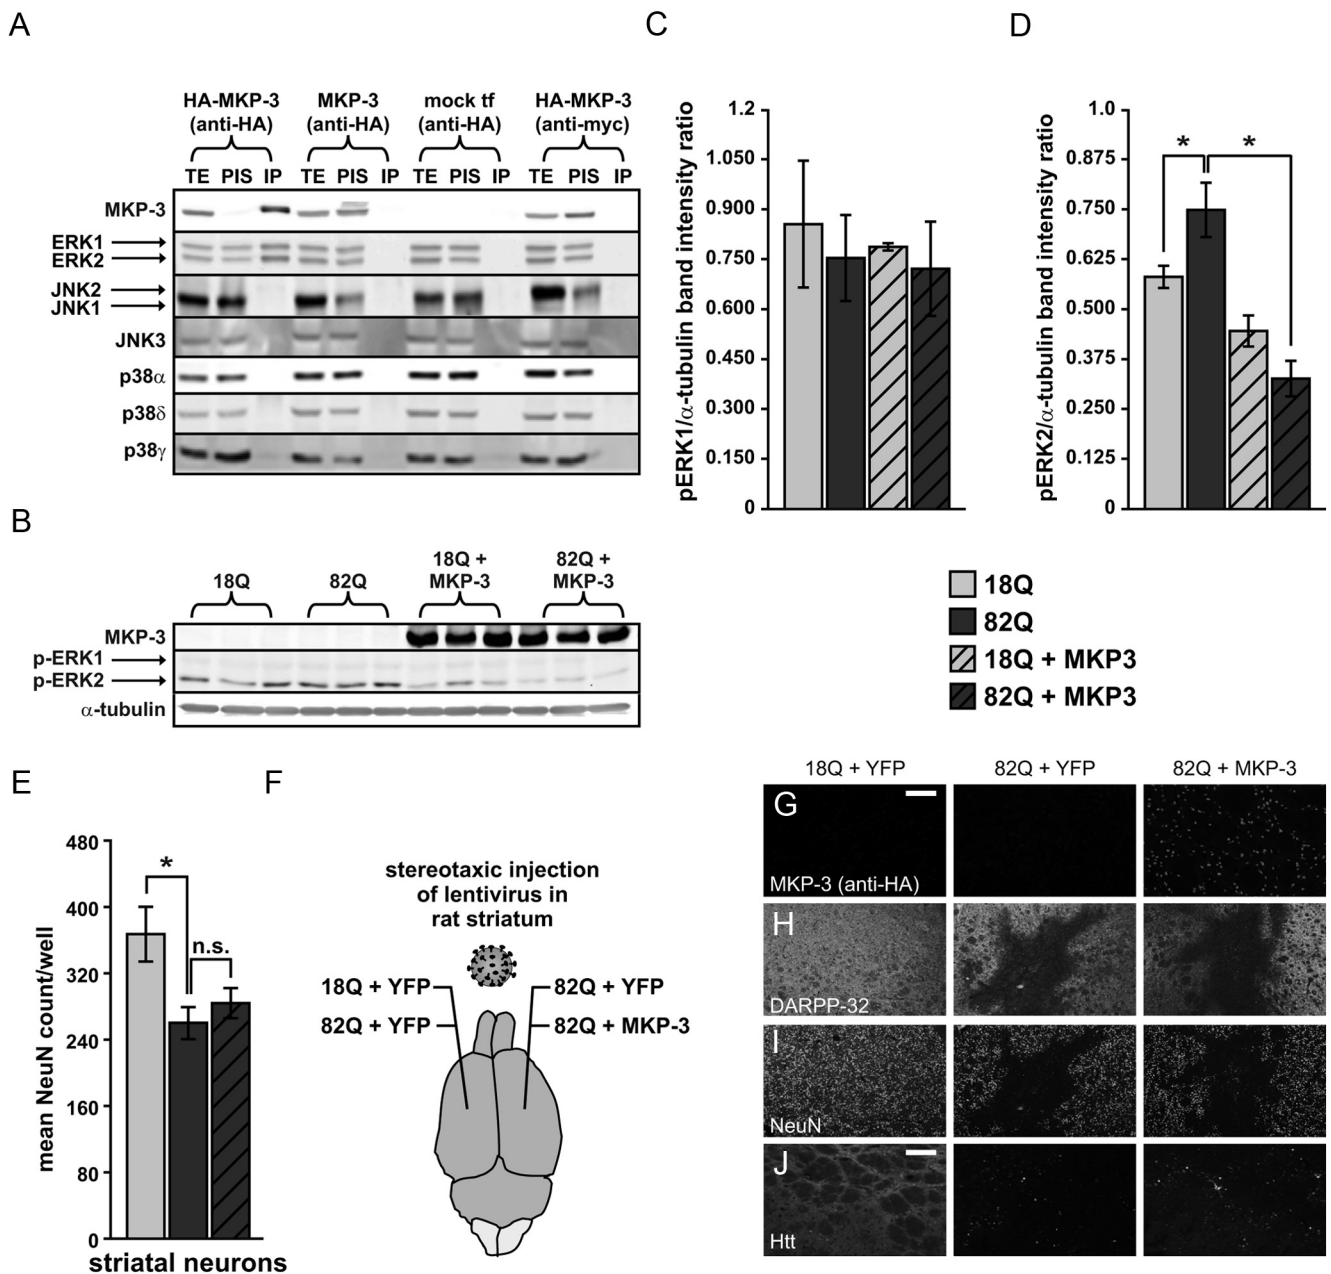 A
HA-MKP-3 MKP-3 mock tf HA-MKP-3
(anti-HA) (anti-HA) (anti-HA) (anti-myc)
TE PIS IP TE PIS IP TE PIS IP TE PIS IP
MKP-3
ERK1
ERK2
JNK2
JNK1
JNK3
p38α
p38δ
p38γ
B
18Q 82Q 18Q + MKP-3 82Q + MKP-3
MKP-3
p-ERK1
p-ERK2
α-tubulin
C
pERK1/α-tubulin band intensity ratio
1.2
1.050
0.900
0.750
0.600
0.450
0.300
0.150
0
D
pERK2/α-tubulin band intensity ratio
1.0
0.875
0.750
0.625
0.500
0.375
0.250
0.125
0
* *
18Q
82Q
18Q + MKP3
82Q + MKP3
E
mean NeuN count/well
480
400
320
240
160
80
0
*
n.s.
striatal neurons
F
stereotaxic injection
of lentivirus in
rat striatum
18Q + YFP 82Q + YFP
82Q + YFP 82Q + MKP-3
18Q + YFP 82Q + YFP 82Q + MKP-3
G
MKP-3 (anti-HA)
H
DARPP-32
I
NeuN
J
Htt